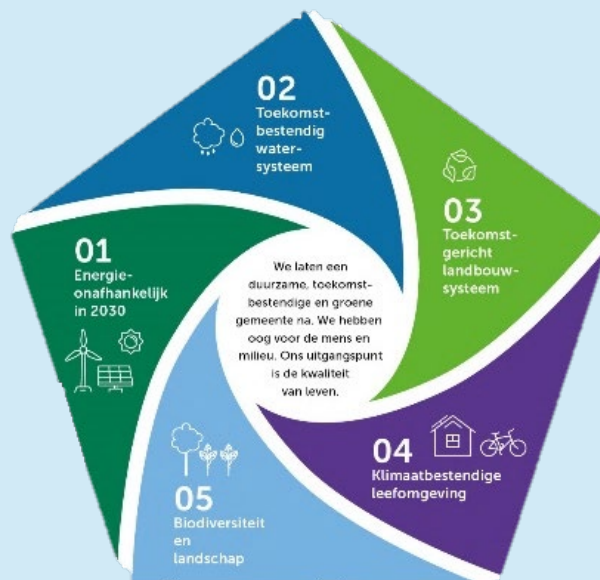 01
Energie-
onafhankelijk
in 2030
02
Toekomst-
bestendig
water-
systeem
03
Toekomst-
gericht
landbouw-
systeem
04
Klimaatbestendige
leefomgeving
05
Biodiversiteit
en
landschap
We laten een
duurzame, toekomst-
bestendige en groene
gemeente na. We hebben
oog voor de mens en
milieu. Ons uitgangspunt
is de kwaliteit
van leven.